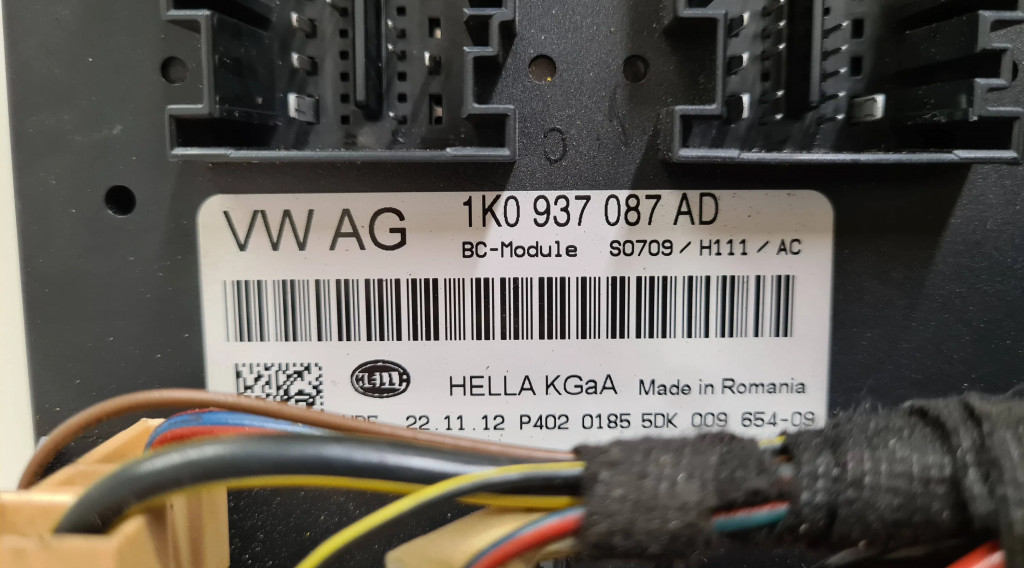 VW AG 1K0 937 087 AD
BC-Module S0709 / H111 / AC
HELLA
HELLA KGaA Made in Romania
22.11.12 P402 0185 5DK 009 654-09